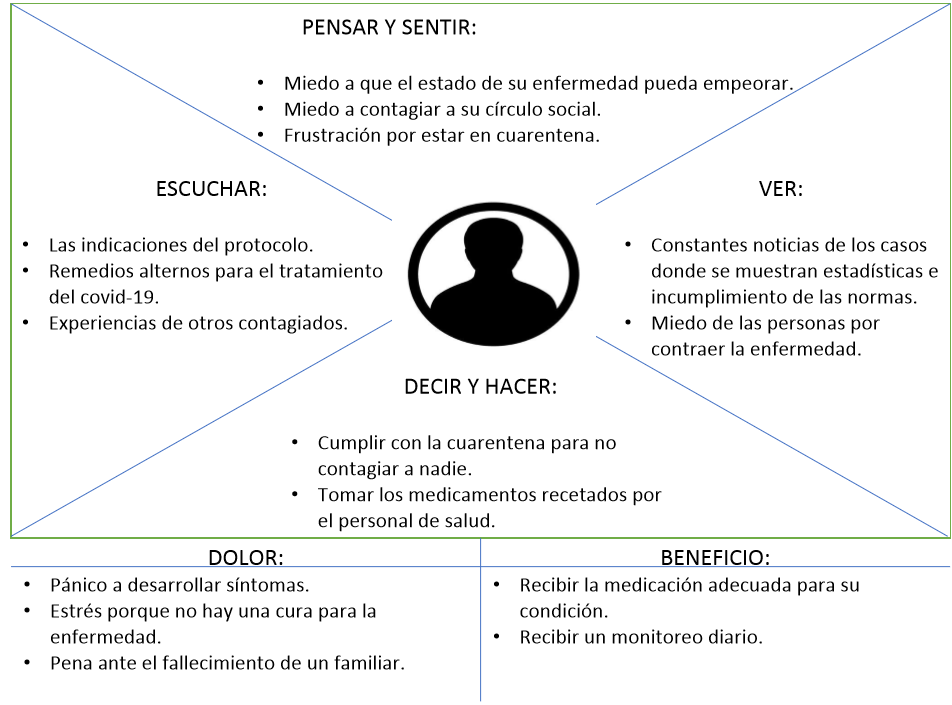 PENSAR Y SENTIR:
• Miedo a que el estado de su enfermedad pueda empeorar.
• Miedo a contagiar a su círculo social.
• Frustración por estar en cuarentena.
ESCUCHAR:
• Las indicaciones del protocolo.
• Remedios alternos para el tratamiento
del covid-19.
• Experiencias de otros contagiados.
VER:
• Constantes noticias de los casos
donde se muestran estadísticas e
incumplimiento de las normas.
• Miedo de las personas por
contraer la enfermedad.
DECIR Y HACER:
• Cumplir con la cuarentena para no
contagiar a nadie.
• Tomar los medicamentos recetados por
el personal de salud.
DOLOR:
• Pánico a desarrollar síntomas.
• Estrés porque no hay una cura para la
enfermedad.
• Pena ante el fallecimiento de un familiar.
BENEFICIO:
• Recibir la medicación adecuada para su
condición.
• Recibir un monitoreo diario.